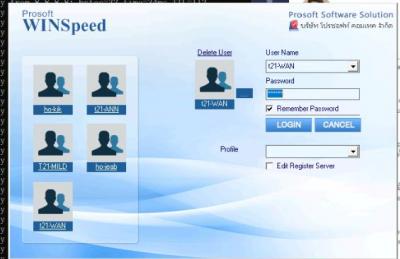 Prosoft
WINSpeed
Prosoft Software Solution
บริษัท โปรซอฟท์ คอมเทค จำกัด
Delete User
User Name
t21-WAN
Password
Remember Password
LOGIN CANCEL
Profile
Edit Register Server
t21-WAN
ho-kik
t21-ANN
T21-MILD
ho-jeab
t21-WAN